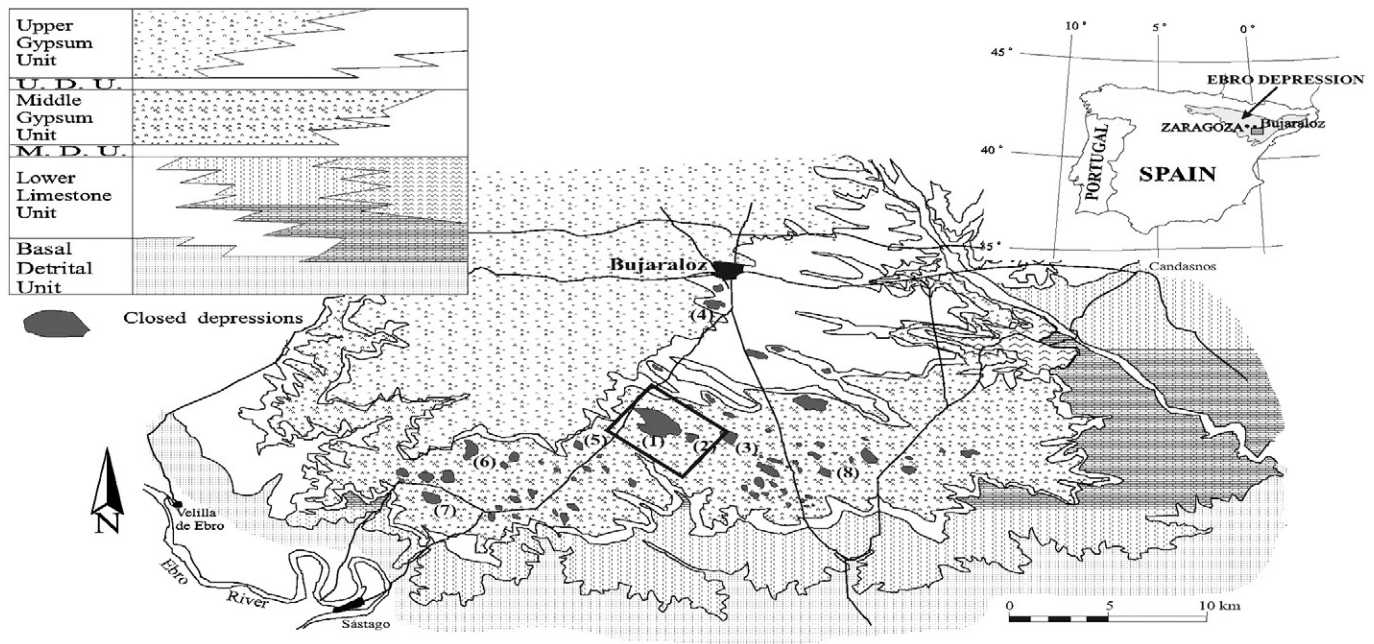 Upper
Gypsum
Unit
U. D. U.
Middle
Gypsum
Unit
M. D. U.
Lower
Limestone
Unit
Basal
Detrital
Unit
Closed depressions
10°
5°
0°
45°
40°
35°
EBRO DEPRESSION
ZARAGOZA
Bujaraloz
PORTUGAL
SPAIN
Bujaraloz
Candasnos
(4)
(5)
(1)
(2)
(3)
(6)
(8)
(7)
N
Velilla
de Ebro
Ebro
River
Sástago
0
5
10 km